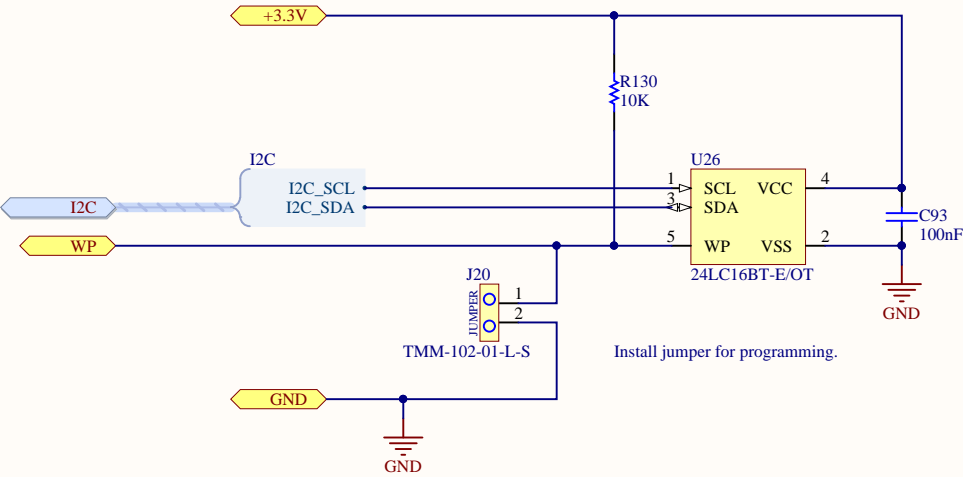 +3.3V
R130
10K
I2C
U26
I2C_SCL
1
SCL
VCC
4
I2C
I2C_SDA
3
SDA
C93
100nF
WP
5
WP
VSS
2
J20
24LC16BT-E/OT
JUMPER
1
2
GND
TMM-102-01-L-S
Install jumper for programming.
GND
GND